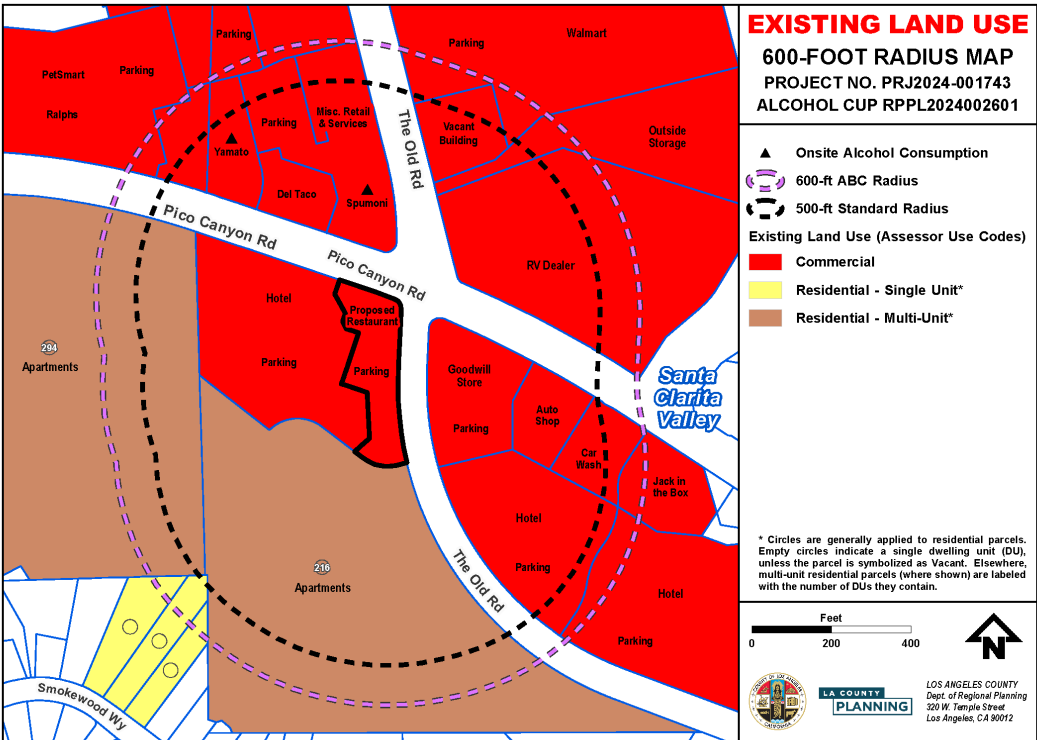 EXISTING LAND USE
600-FOOT RADIUS MAP
PROJECT NO. PRJ2024-001743
ALCOHOL CUP RPPL2024002601
Onsite Alcohol Consumption
600-ft ABC Radius
500-ft Standard Radius
Existing Land Use (Assessor Use Codes)
Commercial
Residential - Single Unit*
Residential - Multi-Unit*
* Circles are generally applied to residential parcels.
Empty circles indicate a single dwelling unit (DU),
unless the parcel is symbolized as Vacant. Elsewhere,
multi-unit residential parcels (where shown) are labeled
with the number of DUs they contain.
Feet
0 200 400
N
COUNTY OF LOS ANGELES
CALIFORNIA
LA COUNTY
PLANNING
LOS ANGELES COUNTY
Dept. of Regional Planning
320 W. Temple Street
Los Angeles, CA 90012
Parking
Parking
Walmart
PetSmart
Parking
Ralphs
Parking
Misc. Retail
& Services
Yamato
The Old Rd
Vacant
Building
Outside
Storage
Del Taco
Spumoni
Pico Canyon Rd
Pico Canyon Rd
RV Dealer
Hotel
Proposed
Restaurant
Parking
Parking
294
Apartments
Goodwill
Store
Parking
Auto
Shop
Car
Wash
Santa
Clarita
Valley
Jack in
the Box
Hotel
Parking
216
Apartments
The Old Rd
Hotel
Parking
Smokewood Wy